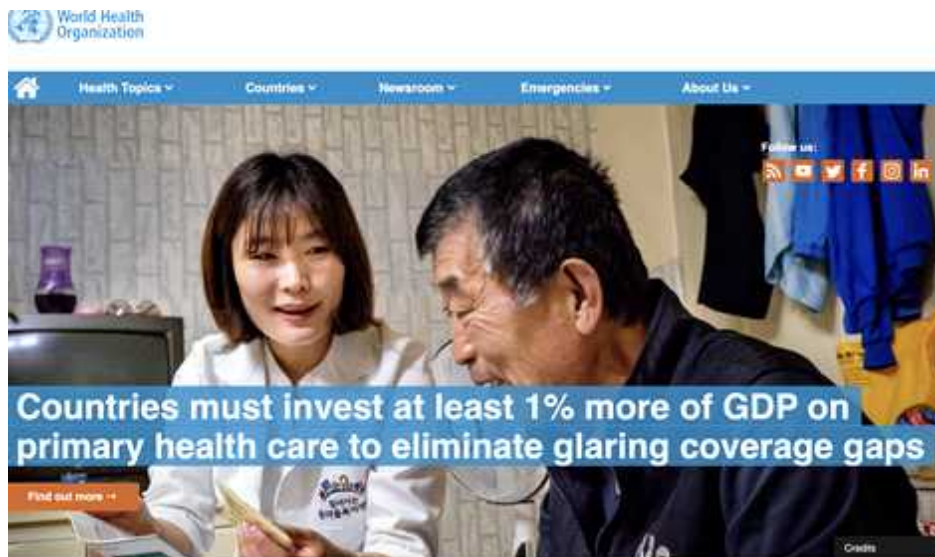 World Health
Organization
Health Topics
Countries
Newsroom
Emergencies
About Us
Follow us:
in
Countries must invest at least 1% more of GDP on
primary health care to eliminate glaring coverage gaps
Find out more →
Credits